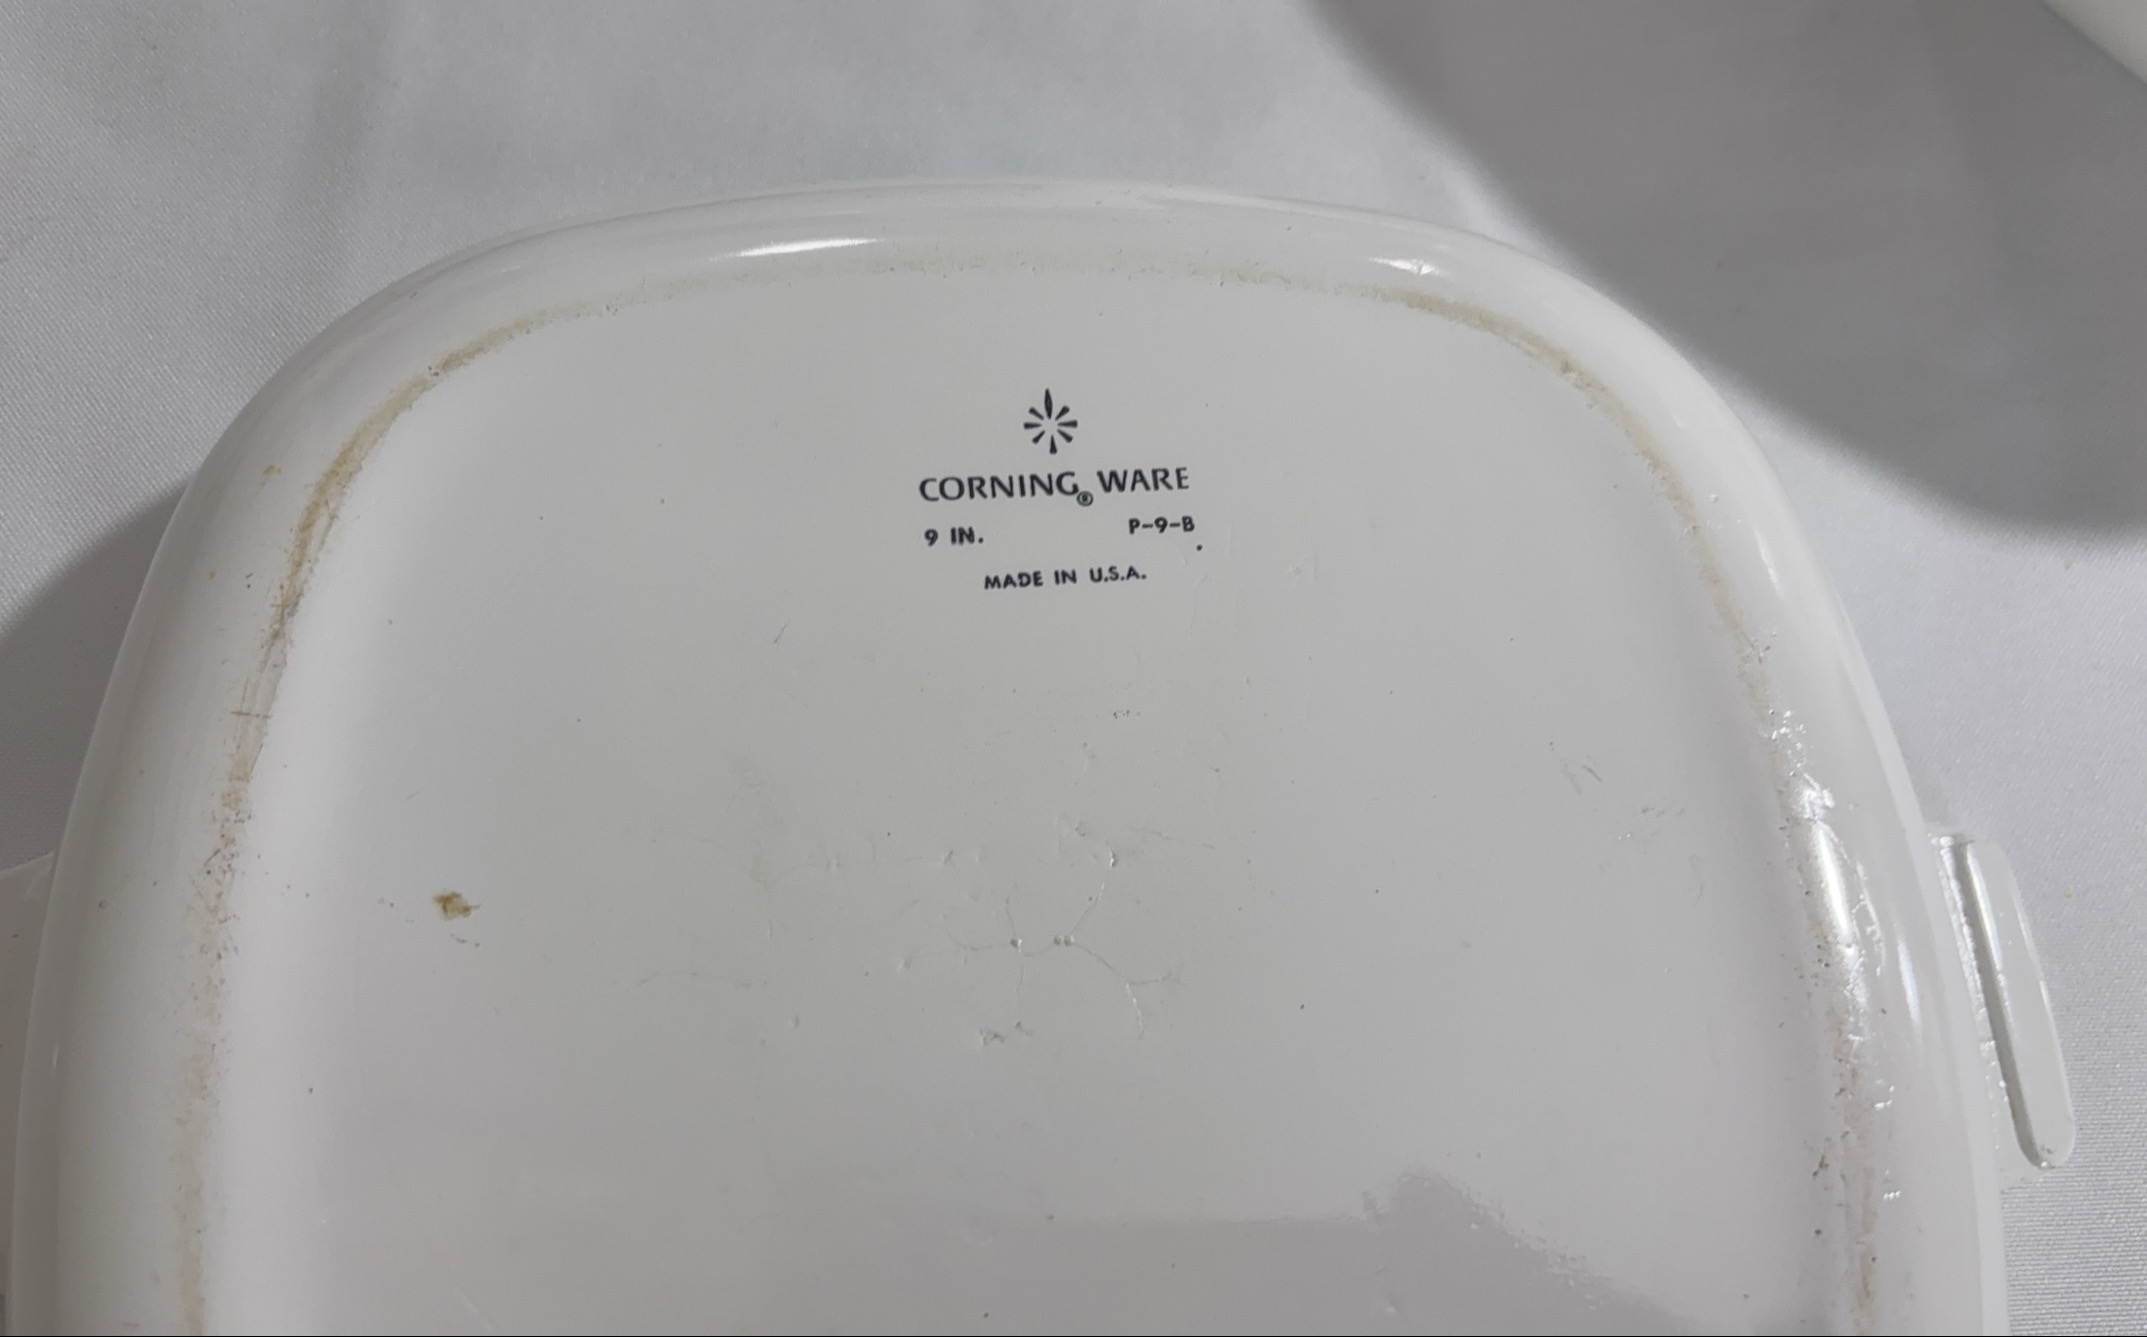 CORNING® WARE
9 IN. P-9-B
MADE IN U.S.A.